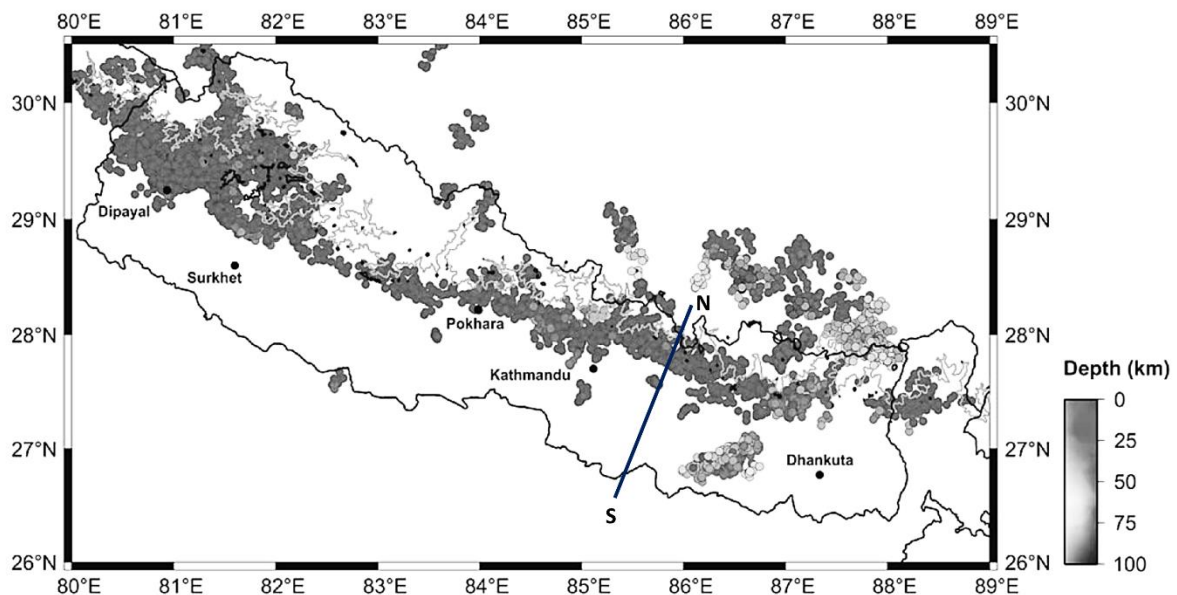 80°E 81°E 82°E 83°E 84°E 85°E 86°E 87°E 88°E 89°E
30°N 30°N
Dipayal
29°N 29°N
Surkhet
N
Pokhara
28°N 28°N
Kathmandu
Depth (km)
0
25
50
75
100
27°N 27°N
Dhankuta
S
26°N 26°N
80°E 81°E 82°E 83°E 84°E 85°E 86°E 87°E 88°E 89°E